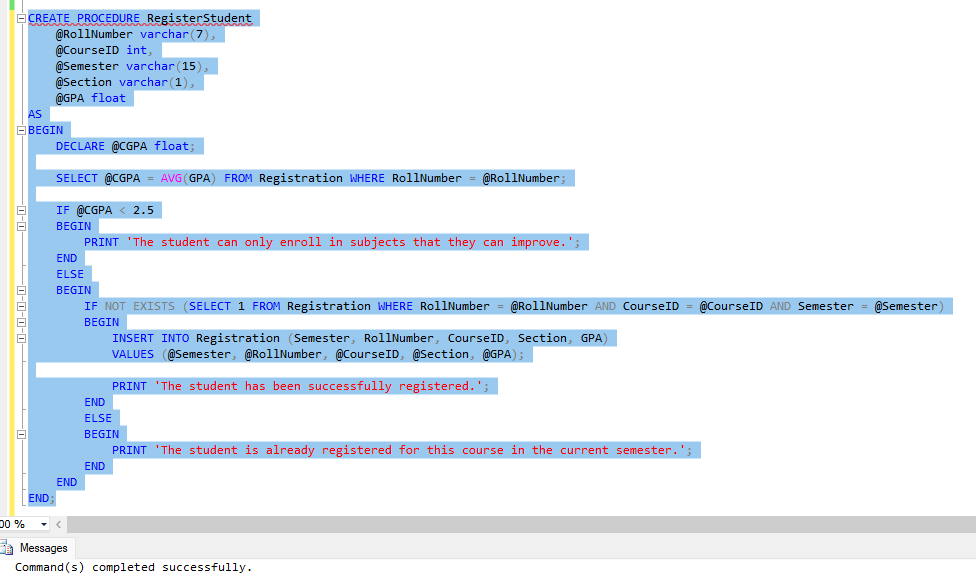 CREATE PROCEDURE RegisterStudent
    @RollNumber varchar(7),
    @CourseID int,
    @Semester varchar(15),
    @Section varchar(1),
    @GPA float
AS
BEGIN
    DECLARE @CGPA float;

    SELECT @CGPA = AVG(GPA) FROM Registration WHERE RollNumber = @RollNumber;

    IF @CGPA < 2.5
    BEGIN
        PRINT 'The student can only enroll in subjects that they can improve.';
    END
    ELSE
    BEGIN
        IF NOT EXISTS (SELECT 1 FROM Registration WHERE RollNumber = @RollNumber AND CourseID = @CourseID AND Semester = @Semester)
        BEGIN
            INSERT INTO Registration (Semester, RollNumber, CourseID, Section, GPA)
            VALUES (@Semester, @RollNumber, @CourseID, @Section, @GPA);

            PRINT 'The student has been successfully registered.';
        END
        ELSE
        BEGIN
            PRINT 'The student is already registered for this course in the current semester.';
        END
    END
END;
00 %
Messages
Command(s) completed successfully.